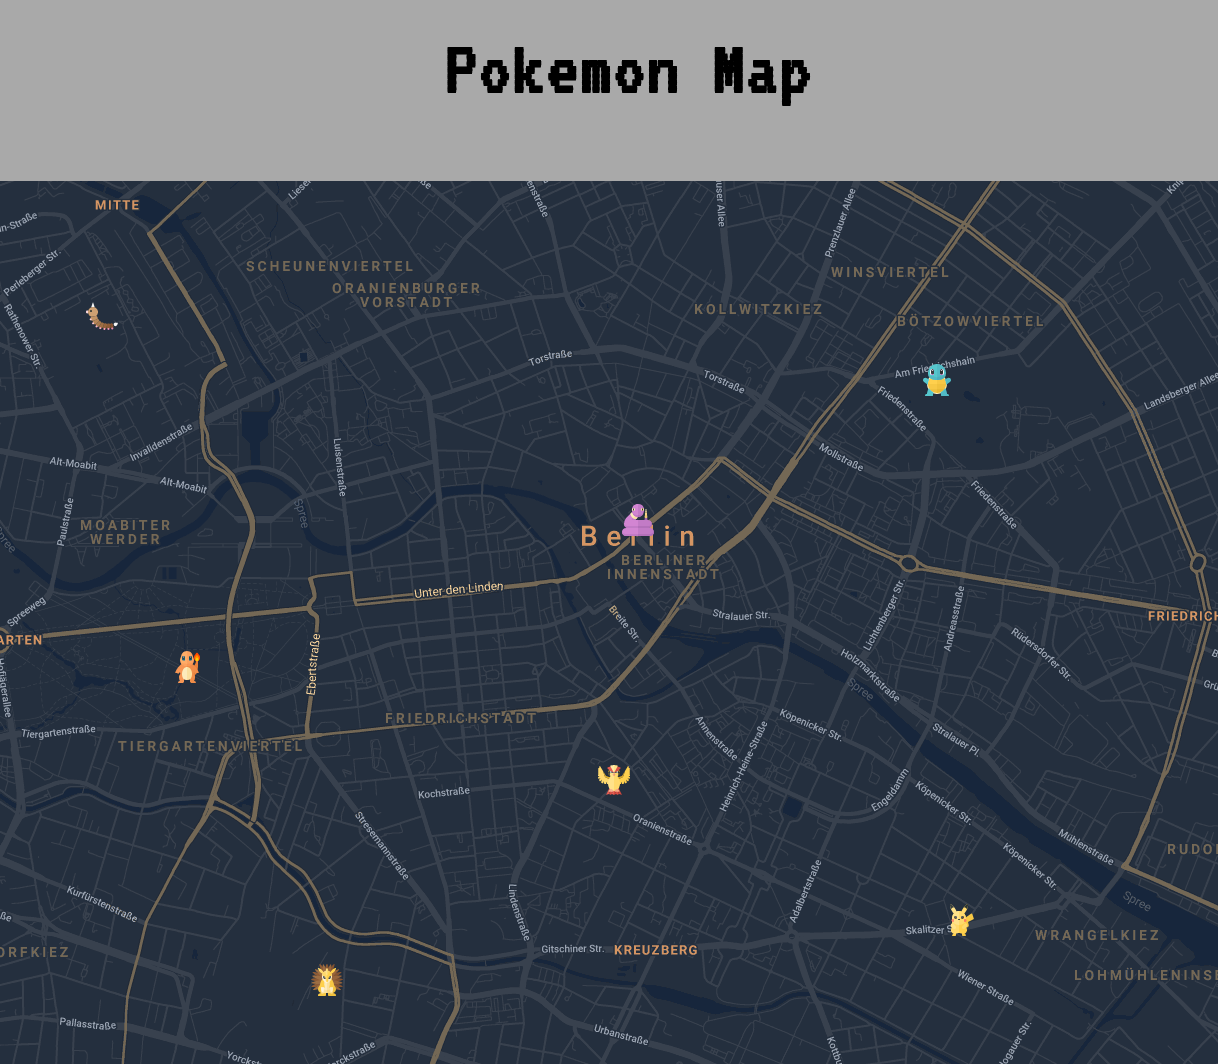 Pokemon Map
MITTE
Perleberger Str.
Rathenower Str.
SCHEUNENVIERTEL
ORANIENBURGER
VORSTADT
KOLLWITZKIEZ
WINSVIERTEL
BÖTZOWVIERTEL
Prenzlauer Allee
Torstraße
Torstraße
Am Friedrichshain
Friedenstraße
Landsberger Allee
Invalidenstraße
Luisenstraße
Alt-Moabit
Alt-Moabit
Mollstraße
Friedenstraße
Paulstraße
Spree
MOABITER
WERDER
Spree
Berlin
BERLINER
INNENSTADT
Unter den Linden
Spreeweg
Breite Str.
Stralauer Str.
Lichtenberger Str.
Andreasstraße
FRIEDRICH
ARTEN
Ebertstraße
Rüdersdorfer Str.
Holzmarktstraße
Spree
Hofjägerallee
Tiergartenstraße
FRIEDRICHSTADT
TIERGARTENVIERTEL
Annenstraße
Heinrich-Heine-Straße
Köpenicker Str.
Stralauer Pl.
Kochstraße
Engeldamm
Köpenicker Str.
Stresemannstraße
Oranienstraße
Mühlenstraße
Köpenicker Str.
RUDO
Kurfürstenstraße
Lindenstraße
Adalbertstraße
Spree
Skalitzer S
ORFKIEZ
Gitschiner Str.
KREUZBERG
WRANGELKIEZ
LOHMÜHLENINSE
Wiener Straße
Pallasstraße
Urbanstraße